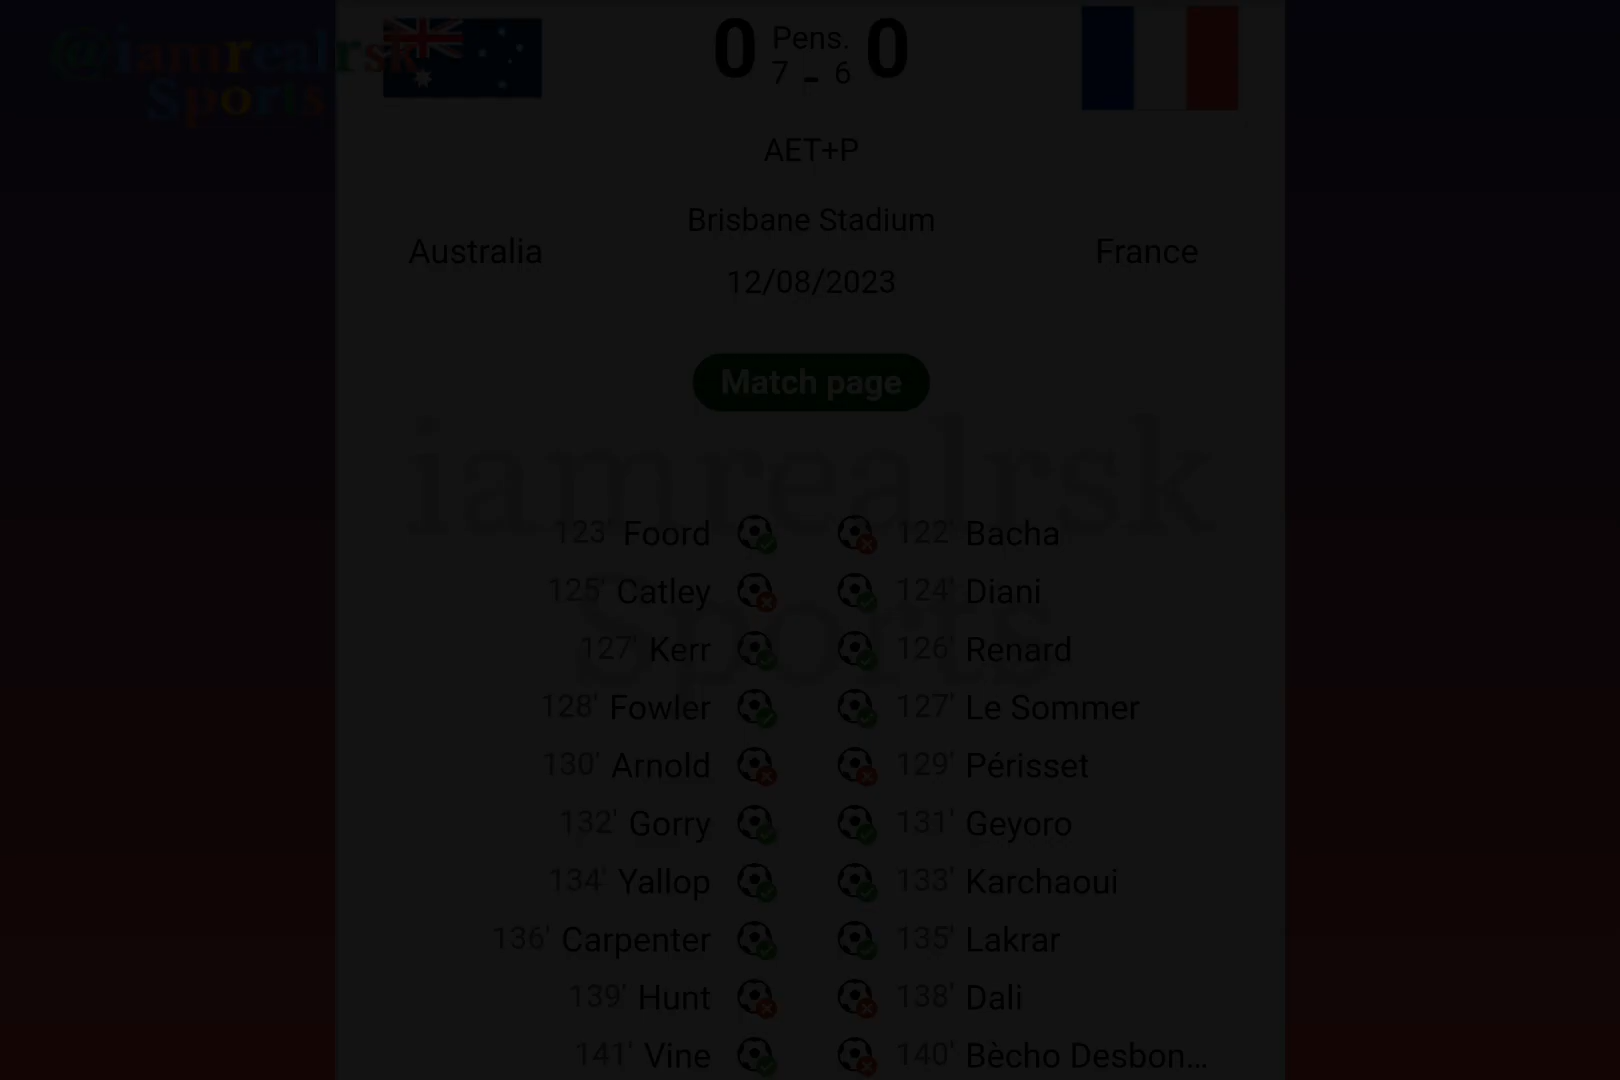 @iamrealrsk
Sports
0 Pens. 0
7 - 6
AET+P
Brisbane Stadium
Australia
France
12/08/2023
Match page
iamrealrsk
Sports
123' Foord 122' Bacha
125' Catley 124' Diani
127' Kerr 126' Renard
128' Fowler 127' Le Sommer
130' Arnold 129' Périsset
132' Gorry 131' Geyoro
134' Yallop 133' Karchaoui
136' Carpenter 135' Lakrar
139' Hunt 138' Dali
141' Vine 140' Bècho Desbon...